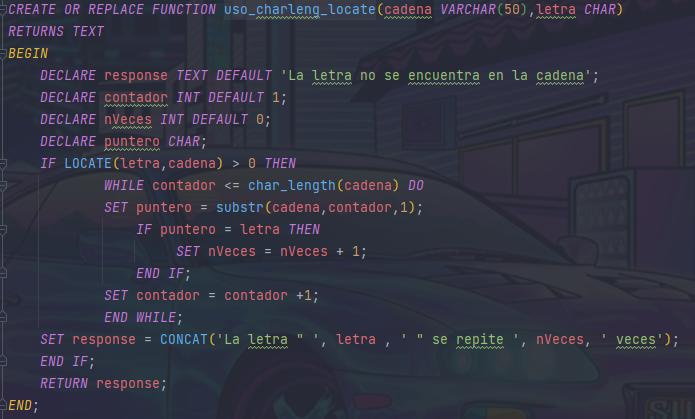 CREATE OR REPLACE FUNCTION uso_charleng_locate(cadena VARCHAR(50),letra CHAR)
RETURNS TEXT
BEGIN
DECLARE response TEXT DEFAULT 'La letra no se encuentra en la cadena';
DECLARE contador INT DEFAULT 1;
DECLARE nVeces INT DEFAULT 0;
DECLARE puntero CHAR;
IF LOCATE(letra,cadena) > 0 THEN
WHILE contador <= char_length(cadena) DO
SET puntero = substr(cadena,contador,1);
IF puntero = letra THEN
SET nVeces = nVeces + 1;
END IF;
SET contador = contador +1;
END WHILE;
SET response = CONCAT('La letra " ', letra , ' " se repite ', nVeces, ' veces');
END IF;
RETURN response;
END;